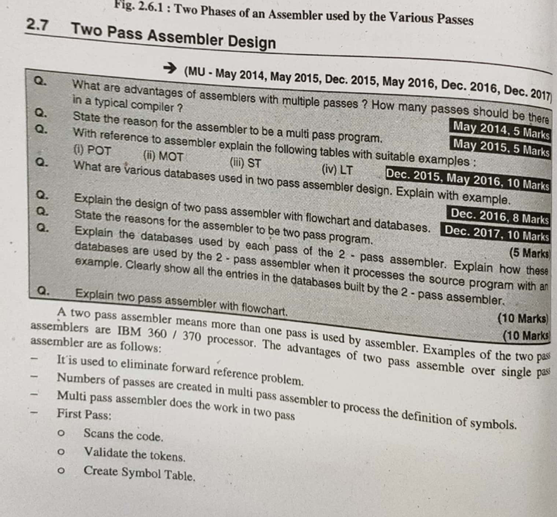 Fig. 2.6.1 : Two Phases of an Assembler used by the Various Passes
2.7 Two Pass Assembler Design
→ (MU - May 2014, May 2015, Dec. 2015, May 2016, Dec. 2016, Dec. 2017)
Q. What are advantages of assemblers with multiple passes ? How many passes should be there
in a typical compiler ? May 2014, 5 Marks
Q. State the reason for the assembler to be a multi pass program. May 2015, 5 Marks
Q. With reference to assembler explain the following tables with suitable examples :
(i) POT (ii) MOT (iii) ST (iv) LT Dec. 2015, May 2016, 10 Marks
Q. What are various databases used in two pass assembler design. Explain with example.
Dec. 2016, 8 Marks
Q. Explain the design of two pass assembler with flowchart and databases. Dec. 2017, 10 Marks
Q. State the reasons for the assembler to be two pass program. (5 Marks)
Q. Explain the databases used by each pass of the 2 - pass assembler. Explain how these
databases are used by the 2 - pass assembler when it processes the source program with an
example. Clearly show all the entries in the databases built by the 2 - pass assembler.
(10 Marks)
Q. Explain two pass assembler with flowchart. (10 Marks
A two pass assembler means more than one pass is used by assembler. Examples of the two pass
assemblers are IBM 360 / 370 processor. The advantages of two pass assemble over single pass
assembler are as follows:
– It is used to eliminate forward reference problem.
– Numbers of passes are created in multi pass assembler to process the definition of symbols.
– Multi pass assembler does the work in two pass
– First Pass:
o Scans the code.
o Validate the tokens.
o Create Symbol Table.